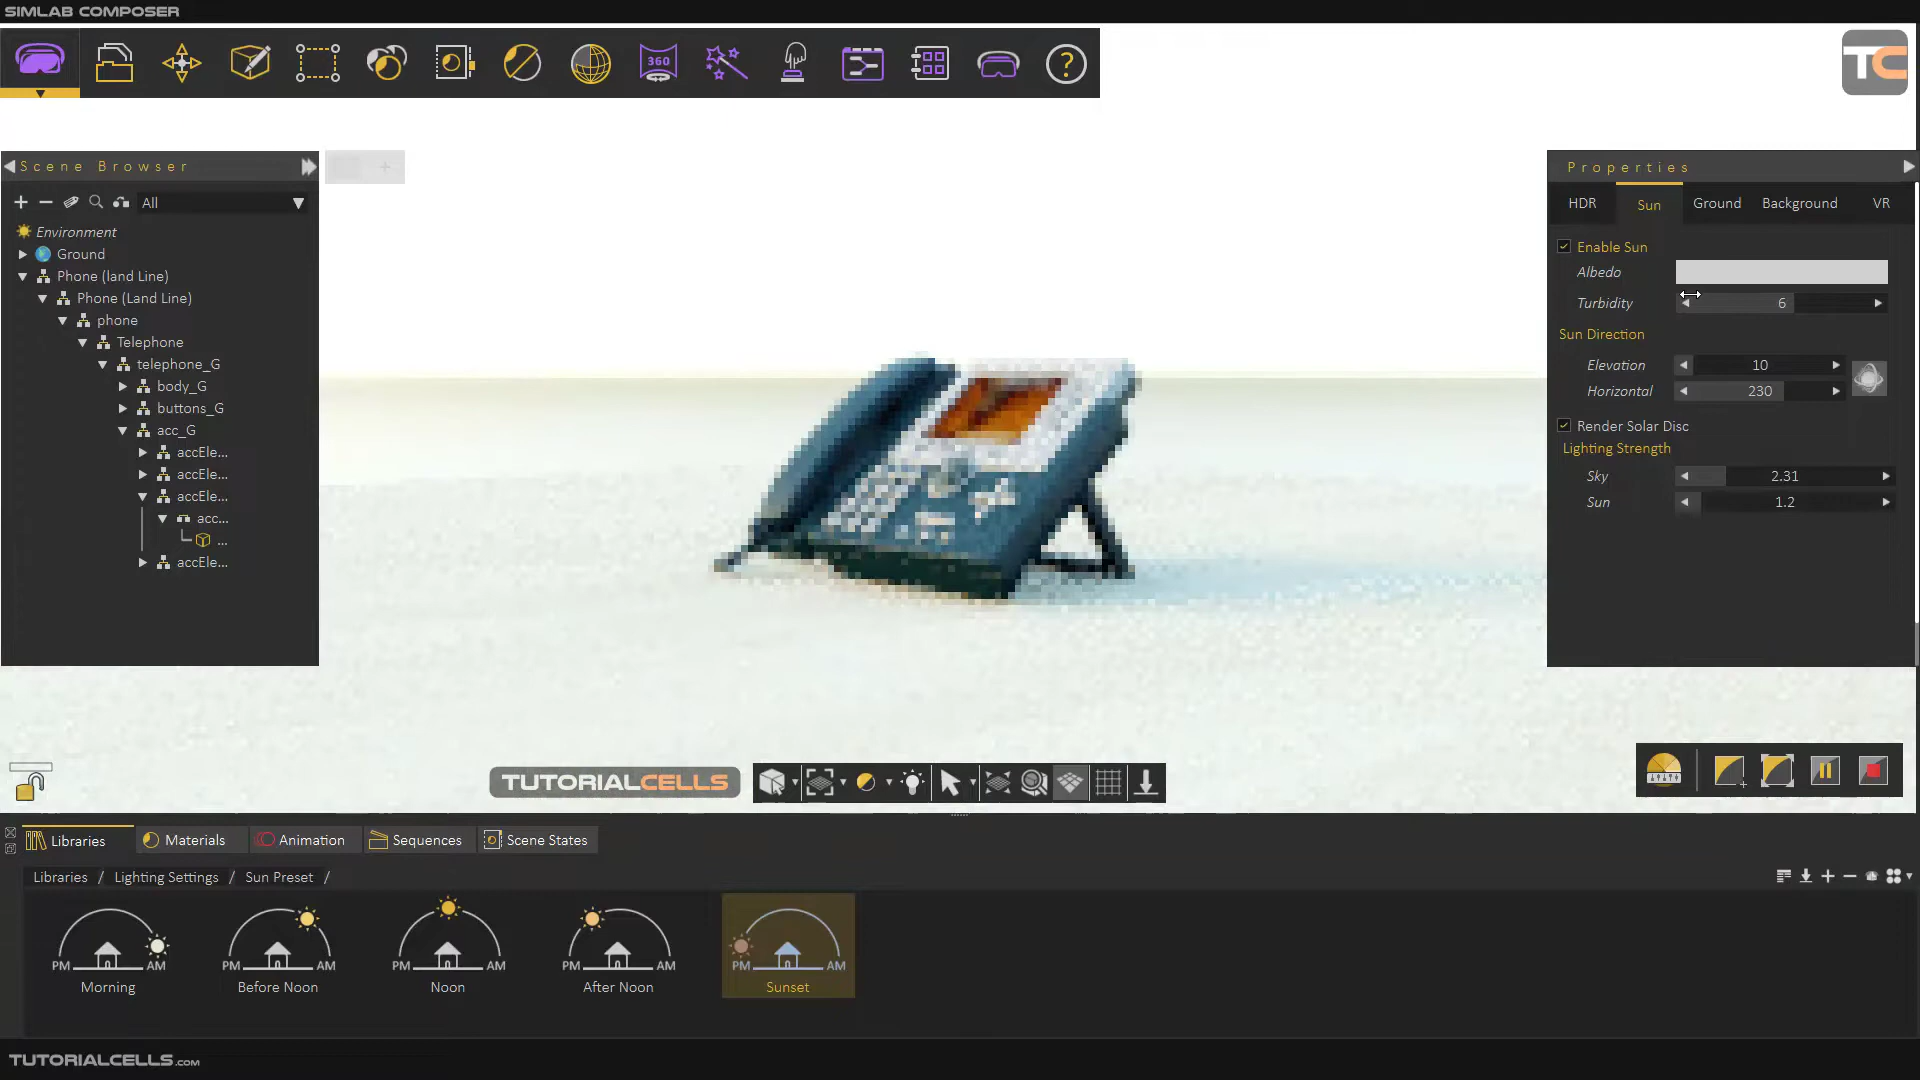 SIMLAB COMPOSER
360
?
TC
Scene Browser
All
Environment
Ground
Phone (land Line)
Phone (Land Line)
phone
Telephone
telephone_G
body_G
buttons_G
acc_G
accEle...
accEle...
accEle...
acc...
...
accEle...
Properties
HDR Sun Ground Background VR
Enable Sun
Albedo
Turbidity 6
Sun Direction
Elevation 10
Horizontal 230
Render Solar Disc
Lighting Strength
Sky 2.31
Sun 1.2
TUTORIALCELLS
Libraries Materials Animation Sequences Scene States
Libraries / Lighting Settings / Sun Preset /
PM AM PM AM PM AM PM AM PM AM
Morning Before Noon Noon After Noon Sunset
TUTORIALCELLS.COM